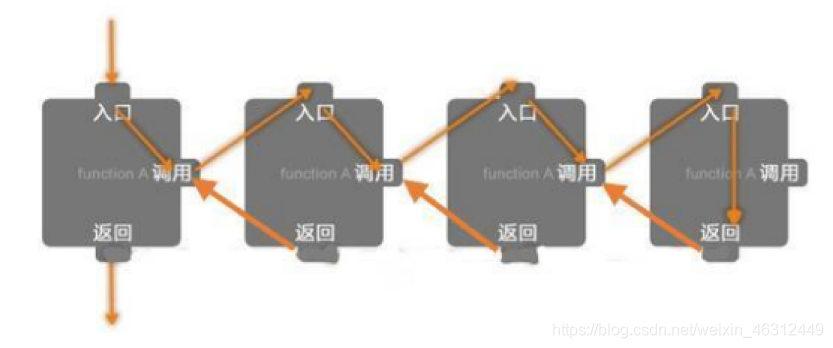 入口 入口 入口 入口
function A 调用 function A 调用 function A 调用 function A 调用
返回 返回 返回 返回
https://blog.csdn.net/weixin_46312449